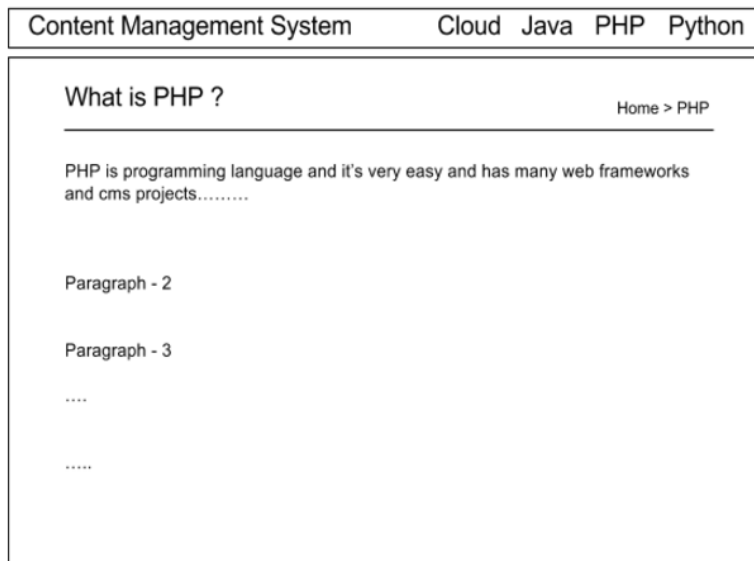 Content Management System Cloud Java PHP Python
What is PHP ?
Home > PHP
PHP is programming language and it's very easy and has many web frameworks
and cms projects.........
Paragraph - 2
Paragraph - 3
....
.....